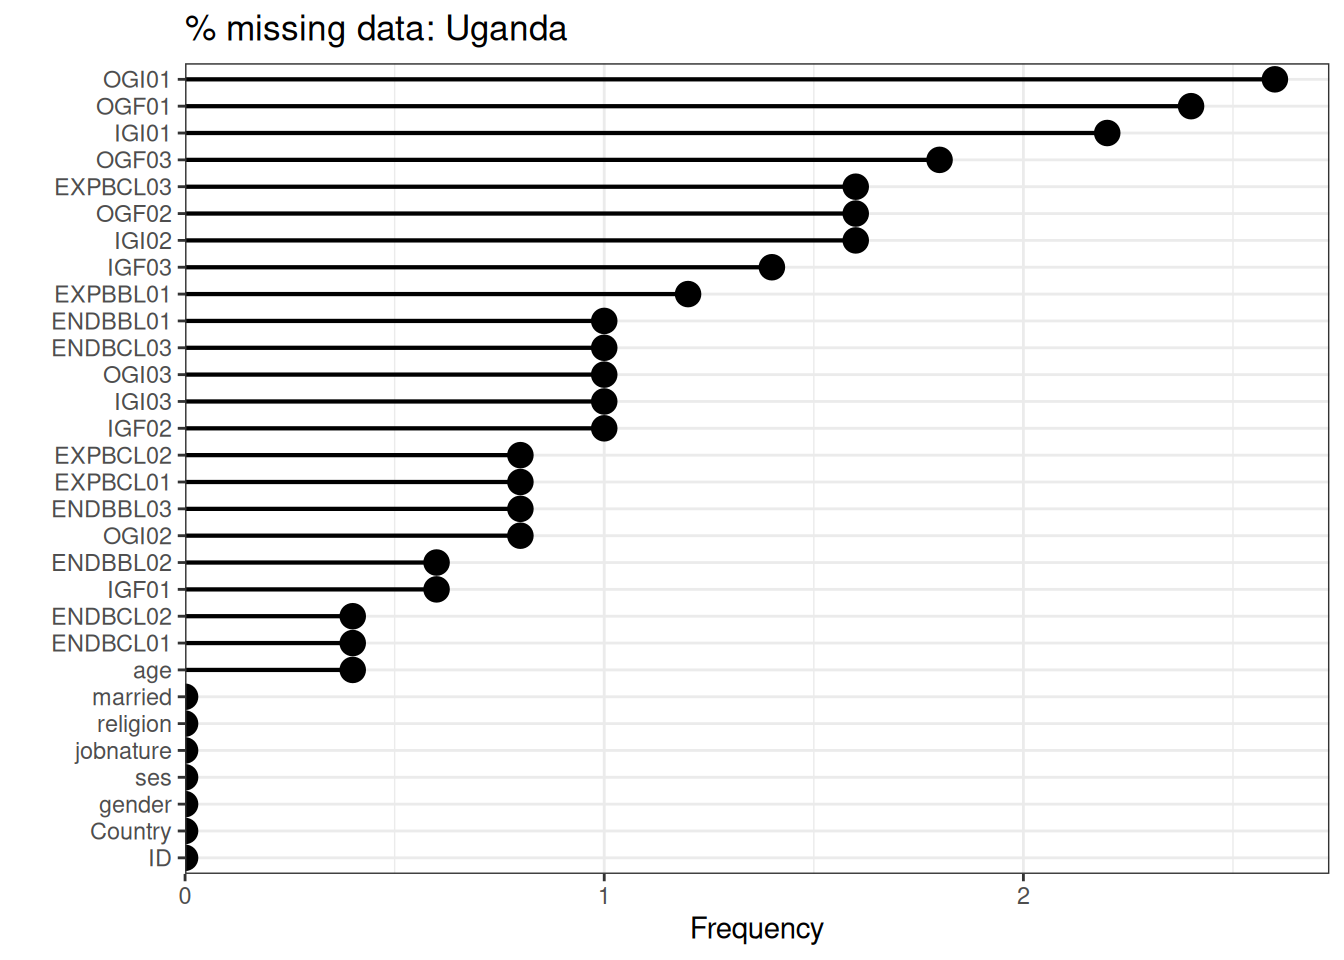 % missing data: Uganda
OGI01
OGF01
IGI01
OGF03
EXPBCL03
OGF02
IGI02
IGF03
EXPBBL01
ENDBBL01
ENDBCL03
OGI03
IGI03
IGF02
EXPBCL02
EXPBCL01
ENDBBL03
OGI02
ENDBBL02
IGF01
ENDBCL02
ENDBCL01
age
married
religion
jobnature
ses
gender
Country
ID
0 1 2
Frequency